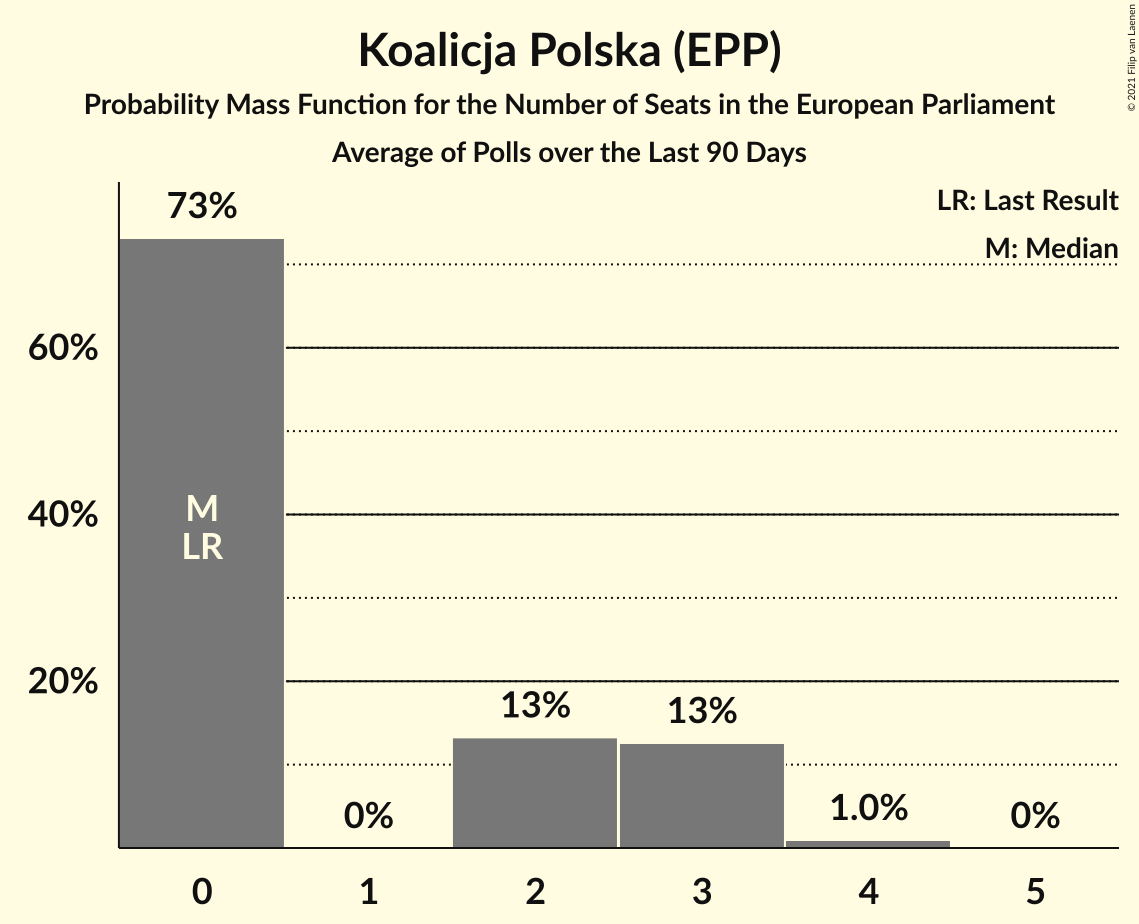 Koalicja Polska (EPP)
Probability Mass Function for the Number of Seats in the European Parliament
Average of Polls over the Last 90 Days
© 2021 Filip van Laenen
LR: Last Result
M: Median
73%
60%
40%
20%
M
LR
0%
13%
13%
1.0%
0%
0 1 2 3 4 5